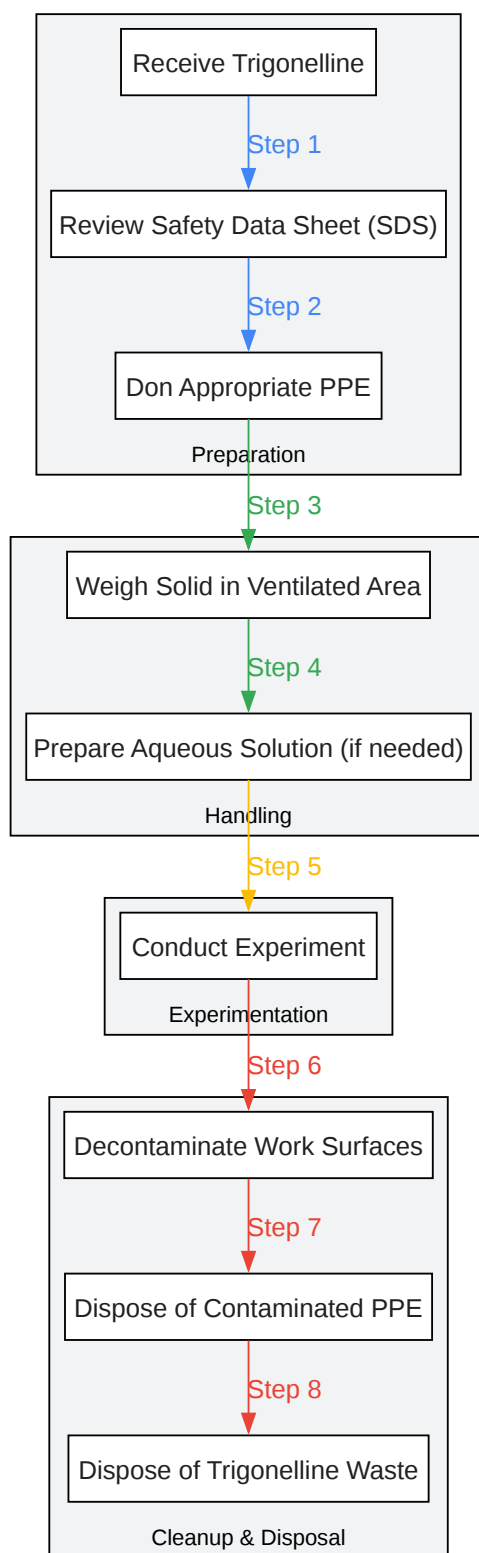 Receive Trigonelline
Step 1
Review Safety Data Sheet (SDS)
Step 2
Don Appropriate PPE
Preparation
Step 3
Weigh Solid in Ventilated Area
Step 4
Prepare Aqueous Solution (if needed)
Handling
Step 5
Conduct Experiment
Experimentation
Step 6
Decontaminate Work Surfaces
Step 7
Dispose of Contaminated PPE
Step 8
Dispose of Trigonelline Waste
Cleanup & Disposal